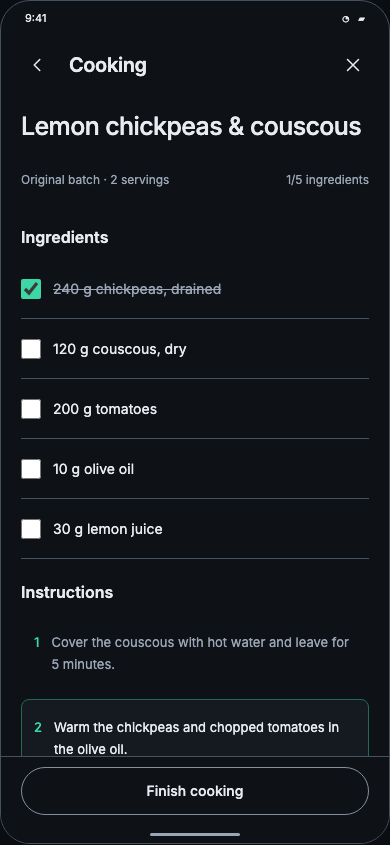 9:41
Cooking
Lemon chickpeas & couscous
Original batch · 2 servings
1/5 ingredients
Ingredients
240 g chickpeas, drained
120 g couscous, dry
200 g tomatoes
10 g olive oil
30 g lemon juice
Instructions
1 Cover the couscous with hot water and leave for
5 minutes.
2 Warm the chickpeas and chopped tomatoes in
the olive oil.
Finish cooking